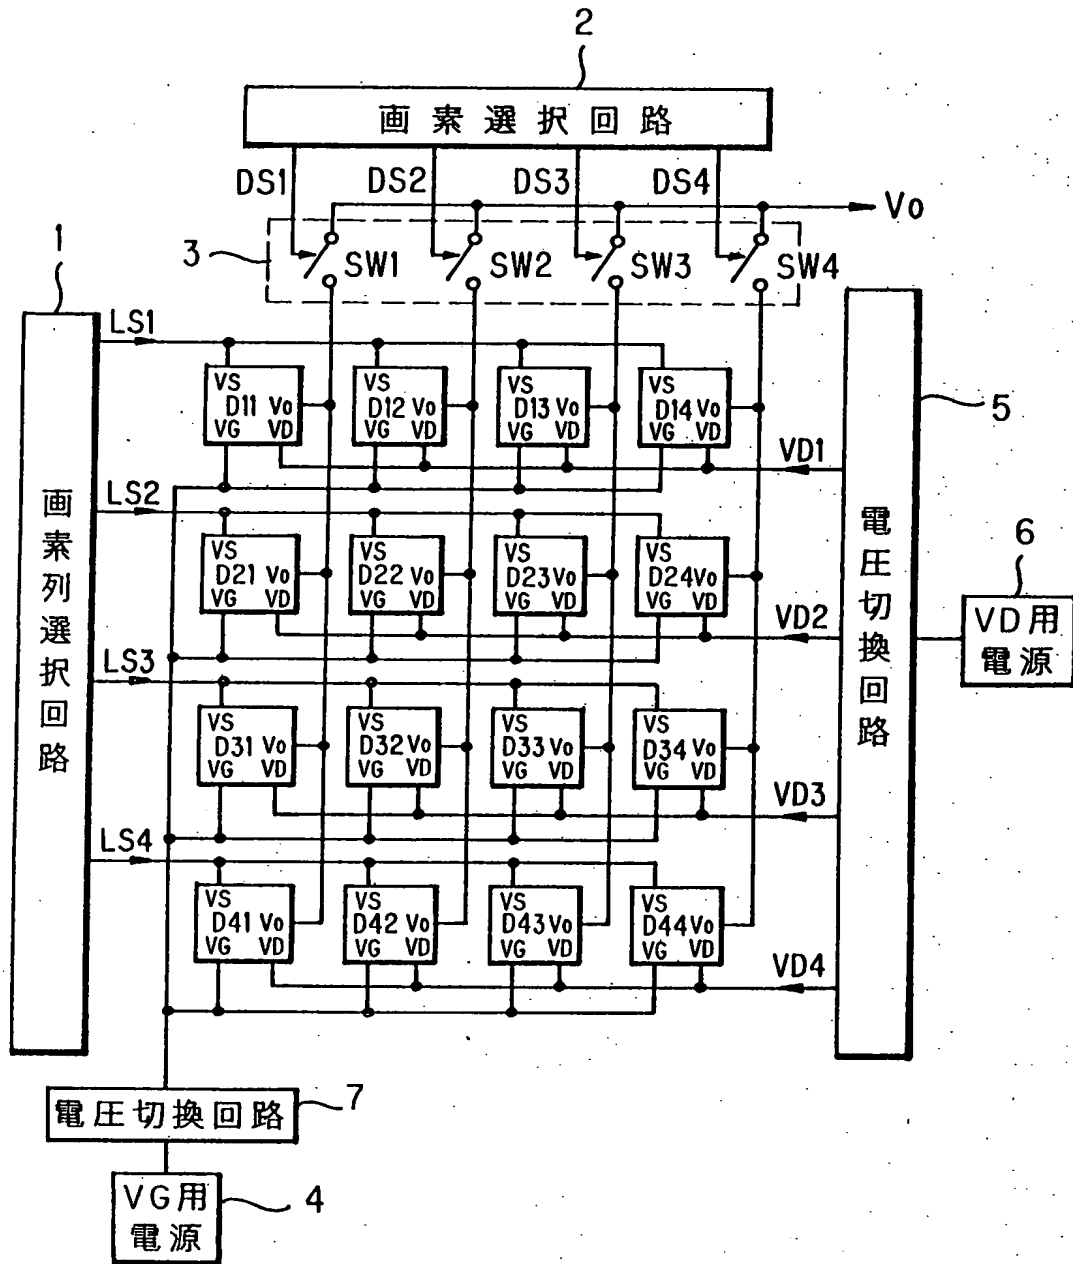 2
画素選択回路
DS1 DS2 DS3 DS4
Vo
1
3
SW1 SW2 SW3 SW4
LS1
5
VS VS VS VS
D11 Vo D12 Vo D13 Vo D14 Vo
VG VD VG VD VG VD VG VD
VD1
画素列選択回路
LS2
電圧切換回路
6
VS VS VS VS
D21 Vo D22 Vo D23 Vo D24 Vo
VG VD VG VD VG VD VG VD
VD2
VD用
電源
LS3
VS VS VS VS
D31 Vo D32 Vo D33 Vo D34 Vo
VG VD VG VD VG VD VG VD
VD3
LS4
VS VS VS VS
D41 Vo D42 Vo D43 Vo D44 Vo
VG VD VG VD VG VD VG VD
VD4
電圧切換回路
7
VG用
電源
4